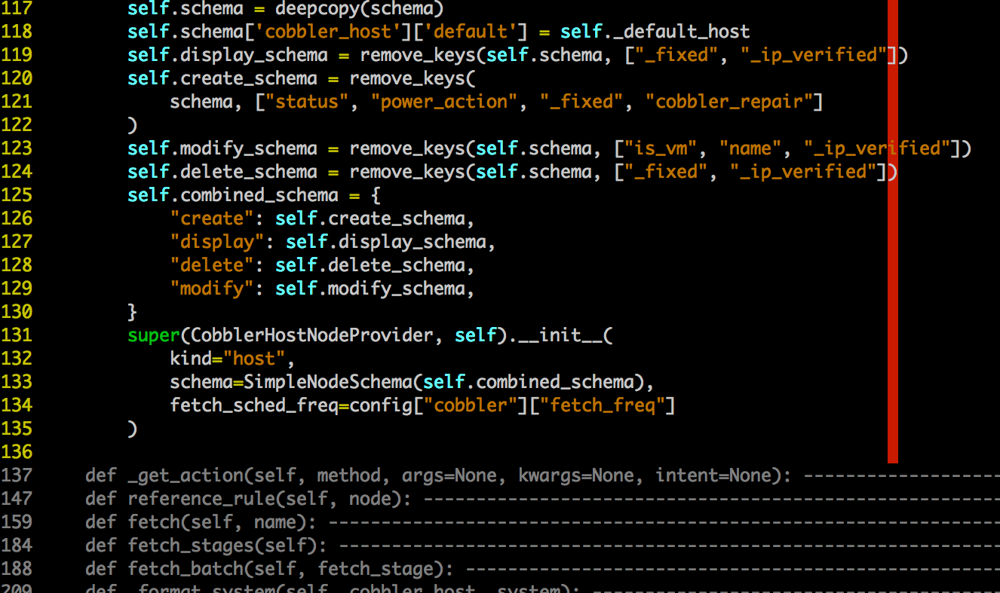 117         self.schema = deepcopy(schema)
118         self.schema['cobbler_host']['default'] = self._default_host
119         self.display_schema = remove_keys(self.schema, ["_fixed", "_ip_verified"])
120         self.create_schema = remove_keys(
121             schema, ["status", "power_action", "_fixed", "cobbler_repair"]
122         )
123         self.modify_schema = remove_keys(self.schema, ["is_vm", "name", "_ip_verified"])
124         self.delete_schema = remove_keys(self.schema, ["_fixed", "_ip_verified"])
125         self.combined_schema = {
126             "create": self.create_schema,
127             "display": self.display_schema,
128             "delete": self.delete_schema,
129             "modify": self.modify_schema,
130         }
131         super(CobblerHostNodeProvider, self).__init__(
132             kind="host",
133             schema=SimpleNodeSchema(self.combined_schema),
134             fetch_sched_freq=config["cobbler"]["fetch_freq"]
135         )
136
137     def _get_action(self, method, args=None, kwargs=None, intent=None): -------------------
147     def reference_rule(self, node): -------------------------------------------------------
159     def fetch(self, name): ----------------------------------------------------------------
184     def fetch_stages(self): ---------------------------------------------------------------
188     def fetch_batch(self, fetch_stage): ---------------------------------------------------
209     def _format_system(self, cobbler_host, system): ---------------------------------------